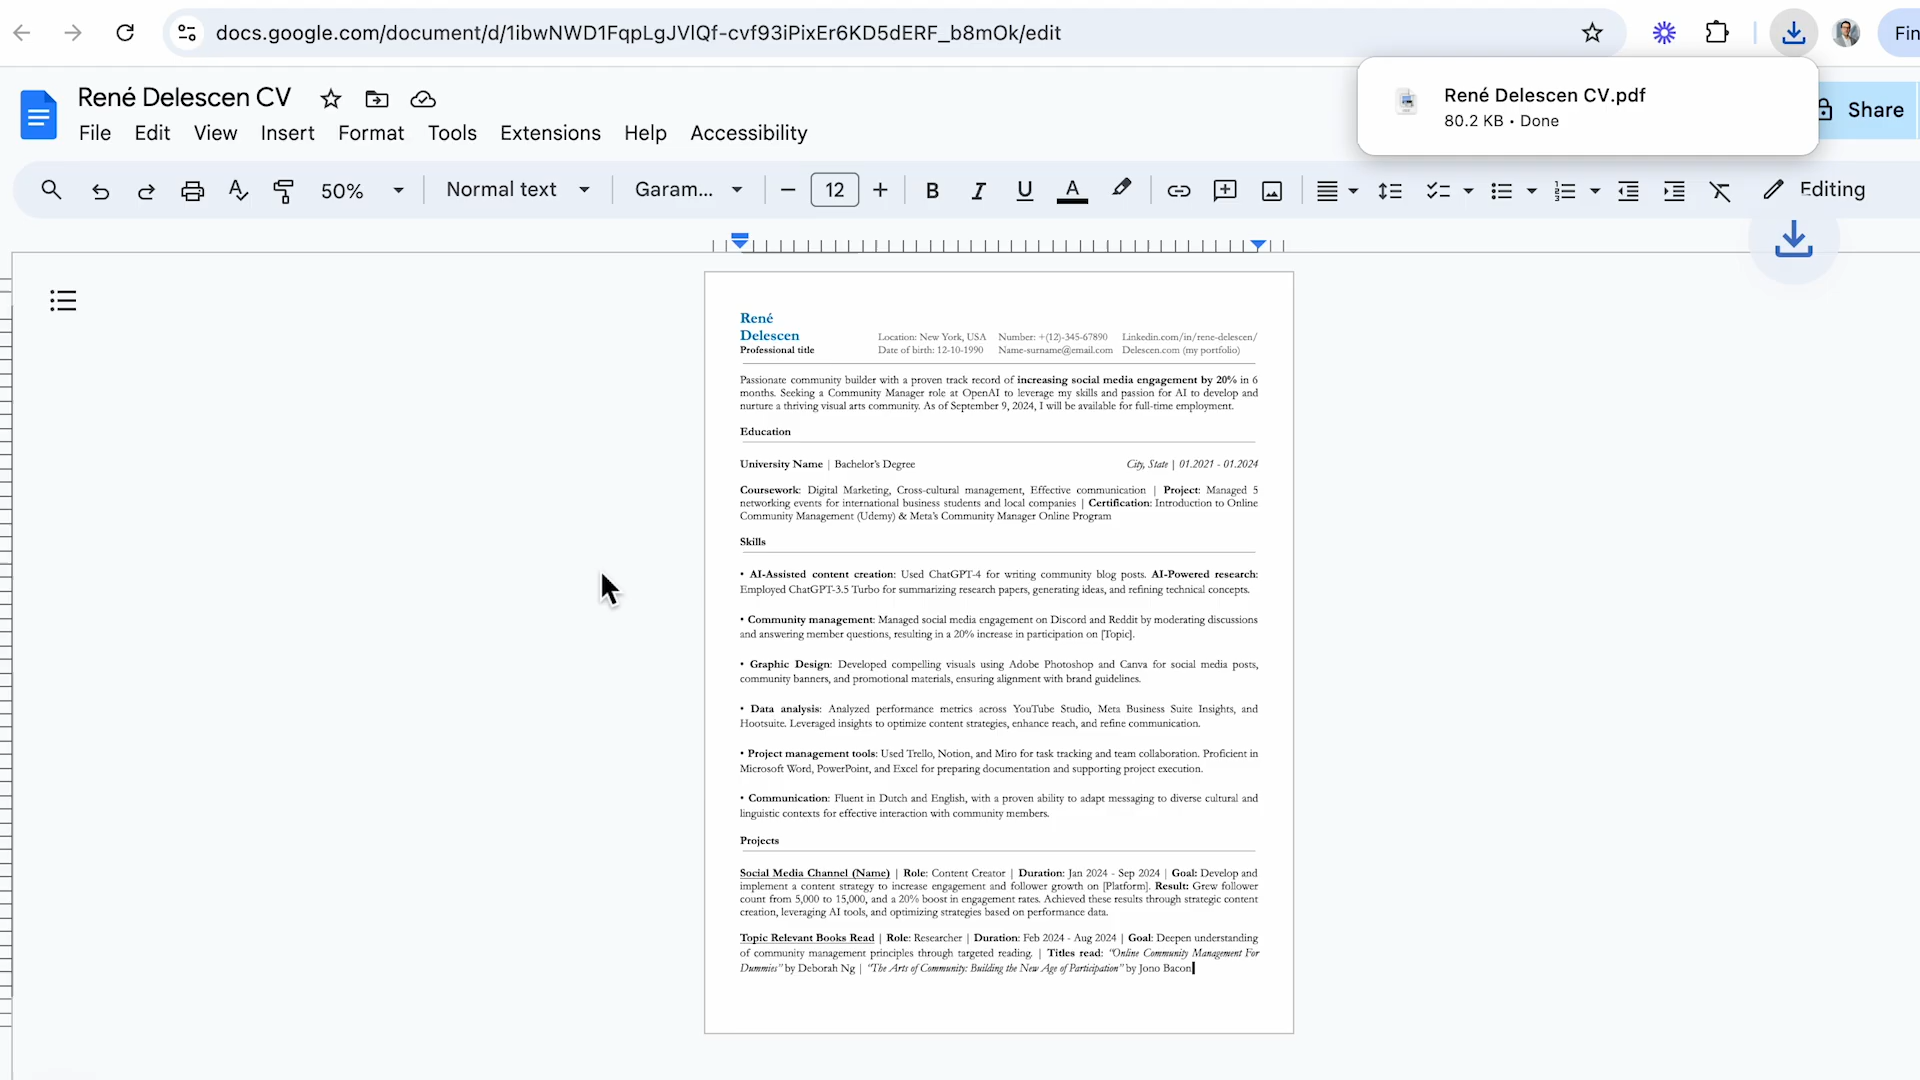 docs.google.com/document/d/1ibwNWD1FqpLgJVlQf-cvf93iPixEr6KD5dERF_b8mOk/edit
Fin
René Delescen CV.pdf
80.2 KB • Done
René Delescen CV
Share
File Edit View Insert Format Tools Extensions Help Accessibility
50% Normal text Garam... 12 Editing
René
Delescen
Professional title
Location: New York, USA Number: +(12)-345-67890 Linkedin.com/in/rene-delescen/
Date of birth: 12-10-1990 Name-surname@email.com Delescen.com (my portfolio)
Passionate community builder with a proven track record of increasing social media engagement by 20% in 6
months. Seeking a Community Manager role at OpenAI to leverage my skills and passion for AI to develop and
nurture a thriving visual arts community. As of September 9, 2024, I will be available for full-time employment.
Education
University Name | Bachelor's Degree City, State | 01.2021 - 01.2024
Coursework: Digital Marketing, Cross-cultural management, Effective communication | Project: Managed 5
networking events for international business students and local companies | Certification: Introduction to Online
Community Management (Udemy) & Meta's Community Manager Online Program
Skills
• AI-Assisted content creation: Used ChatGPT-4 for writing community blog posts. AI-Powered research:
Employed ChatGPT-3.5 Turbo for summarizing research papers, generating ideas, and refining technical concepts.
• Community management: Managed social media engagement on Discord and Reddit by moderating discussions
and answering member questions, resulting in a 20% increase in participation on [Topic].
• Graphic Design: Developed compelling visuals using Adobe Photoshop and Canva for social media posts,
community banners, and promotional materials, ensuring alignment with brand guidelines.
• Data analysis: Analyzed performance metrics across YouTube Studio, Meta Business Suite Insights, and
Hootsuite. Leveraged insights to optimize content strategies, enhance reach, and refine communication.
• Project management tools: Used Trello, Notion, and Miro for task tracking and team collaboration. Proficient in
Microsoft Word, PowerPoint, and Excel for preparing documentation and supporting project execution.
• Communication: Fluent in Dutch and English, with a proven ability to adapt messaging to diverse cultural and
linguistic contexts for effective interaction with community members.
Projects
Social Media Channel (Name) | Role: Content Creator | Duration: Jan 2024 - Sep 2024 | Goal: Develop and
implement a content strategy to increase engagement and follower growth on [Platform]. Result: Grew follower
count from 5,000 to 15,000, and a 20% boost in engagement rates. Achieved these results through strategic content
creation, leveraging AI tools, and optimizing strategies based on performance data.
Topic Relevant Books Read | Role: Researcher | Duration: Feb 2024 - Aug 2024 | Goal: Deepen understanding
of community management principles through targeted reading. | Titles read: "Online Community Management For
Dummies" by Deborah Ng | "The Arts of Community: Building the New Age of Participation" by Jono Bacon